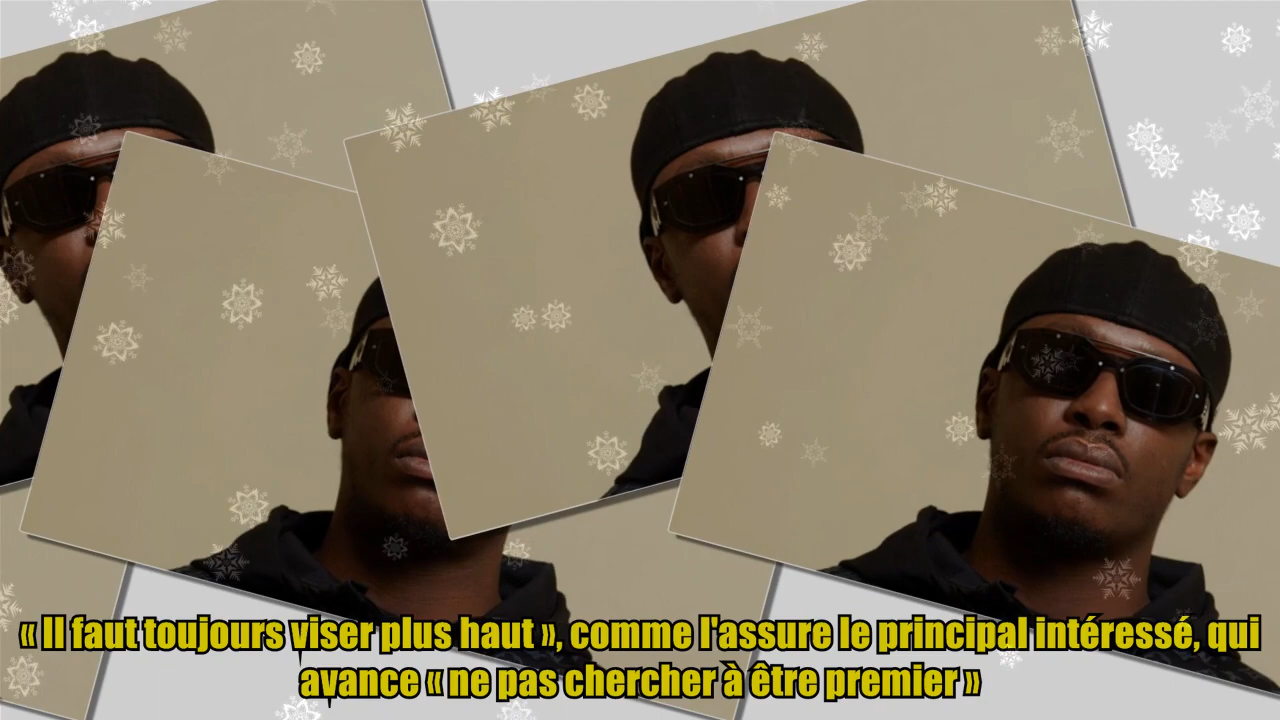 « Il faut toujours viser plus haut », comme l'assure le principal intéressé, qui
avance « ne pas chercher à être premier »